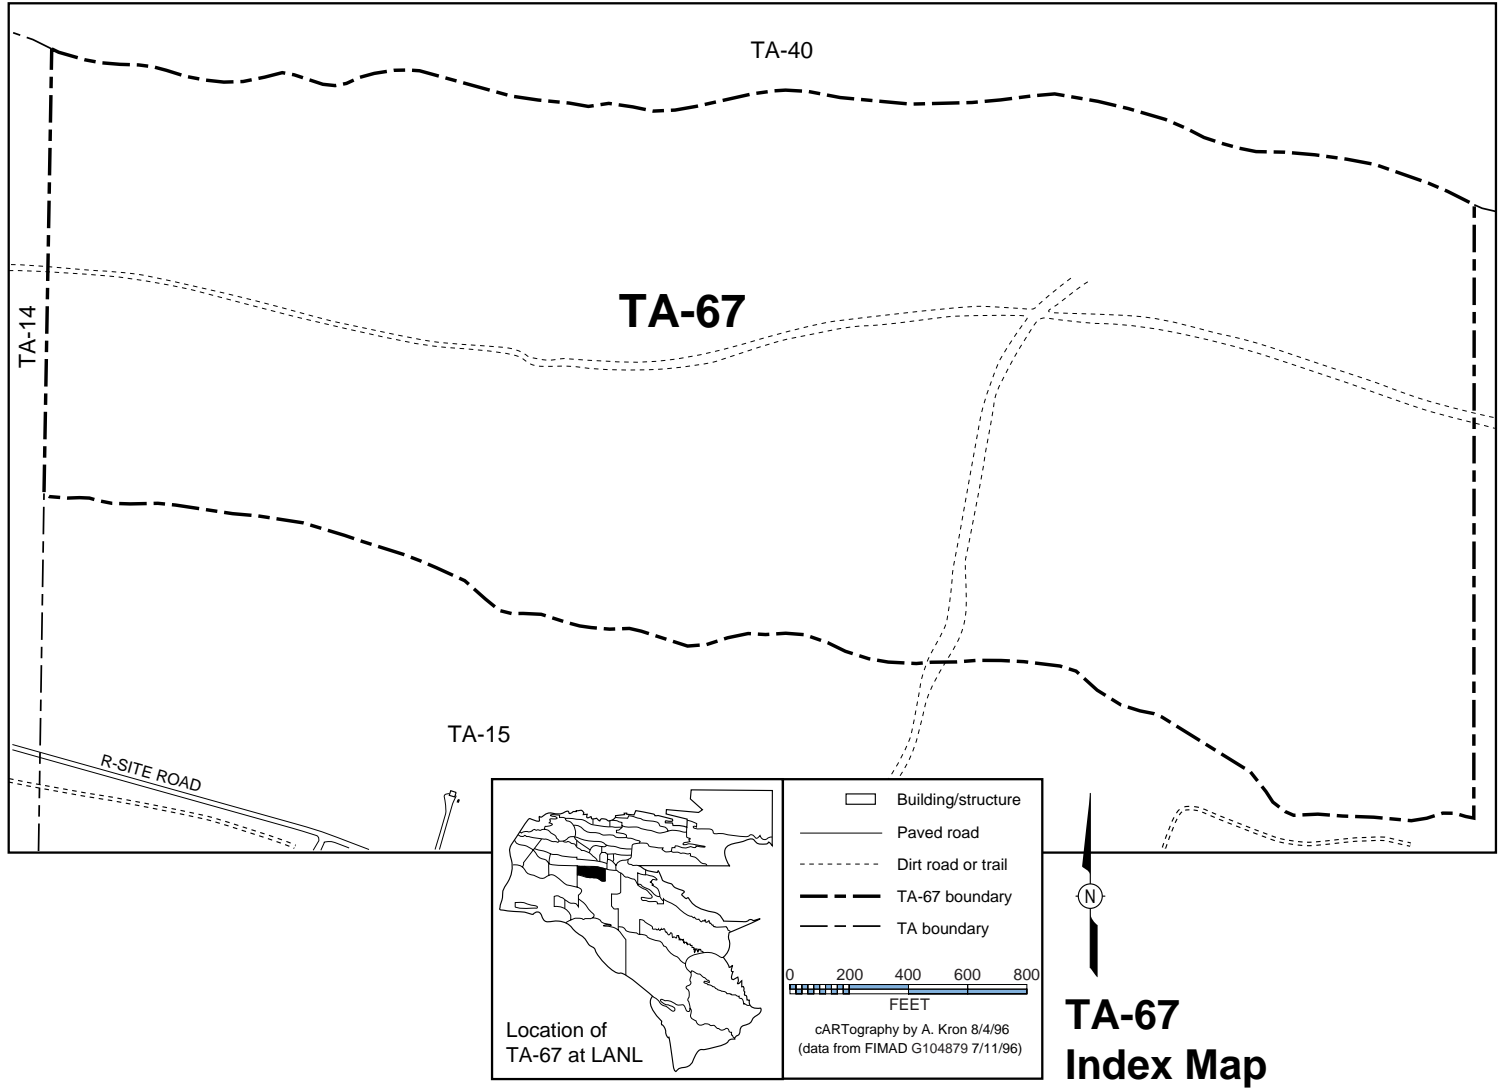 TA-40
TA-67
TA-14
TA-15
R-SITE ROAD
Location of
TA-67 at LANL
Building/structure
Paved road
Dirt road or trail
TA-67 boundary
TA boundary
0 200 400 600 800
FEET
cARTography by A. Kron 8/4/96
(data from FIMAD G104879 7/11/96)
N
TA-67
Index Map